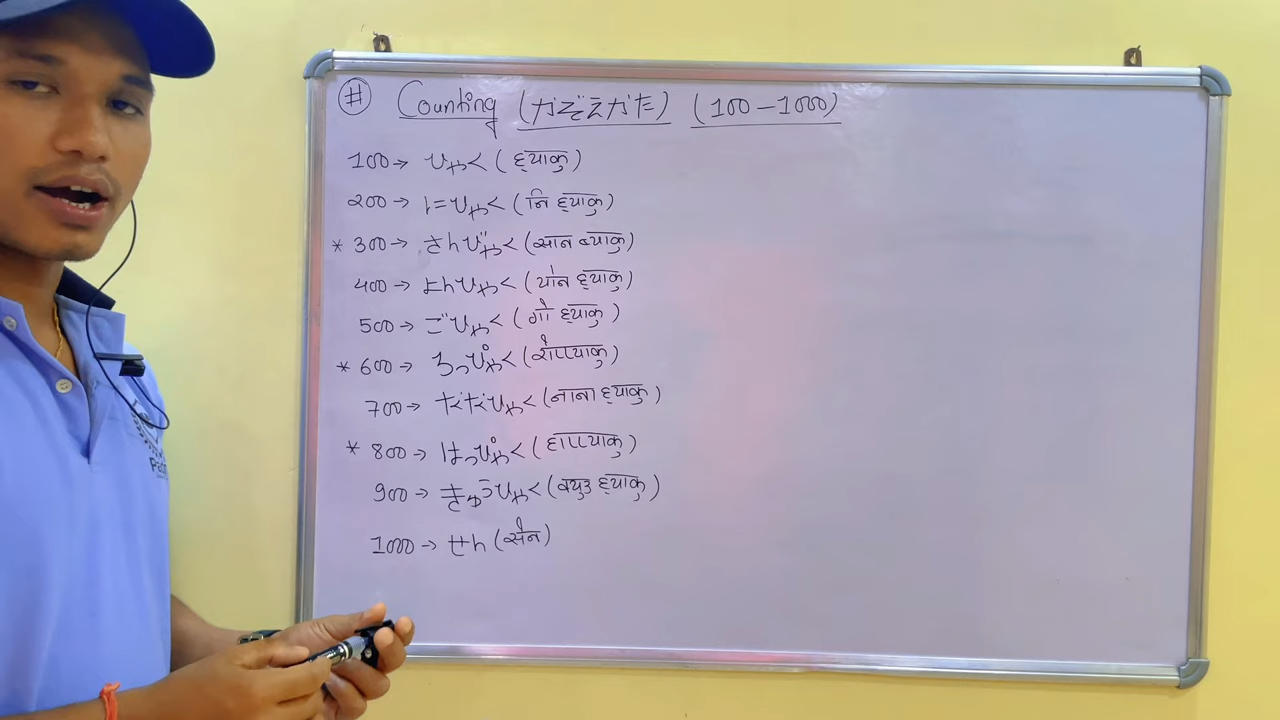 # Counting (かぞえかた) (100-1000)
100→ ひゃく (ह्याकु)
200→ にひゃく (नि ह्याकु)
* 300→ さんびゃく (सान ब्याकु)
400→ よんひゃく (योन ह्याकु)
500→ ごひゃく (गो ह्याकु)
* 600→ ろっぴゃく (रोप्प्याकु)
700→ ななひゃく (नाना ह्याकु)
* 800→ はっぴゃく (हाप्प्याकु)
900→ きゅうひゃく (क्युउ ह्याकु)
1000→ せん (सेन)